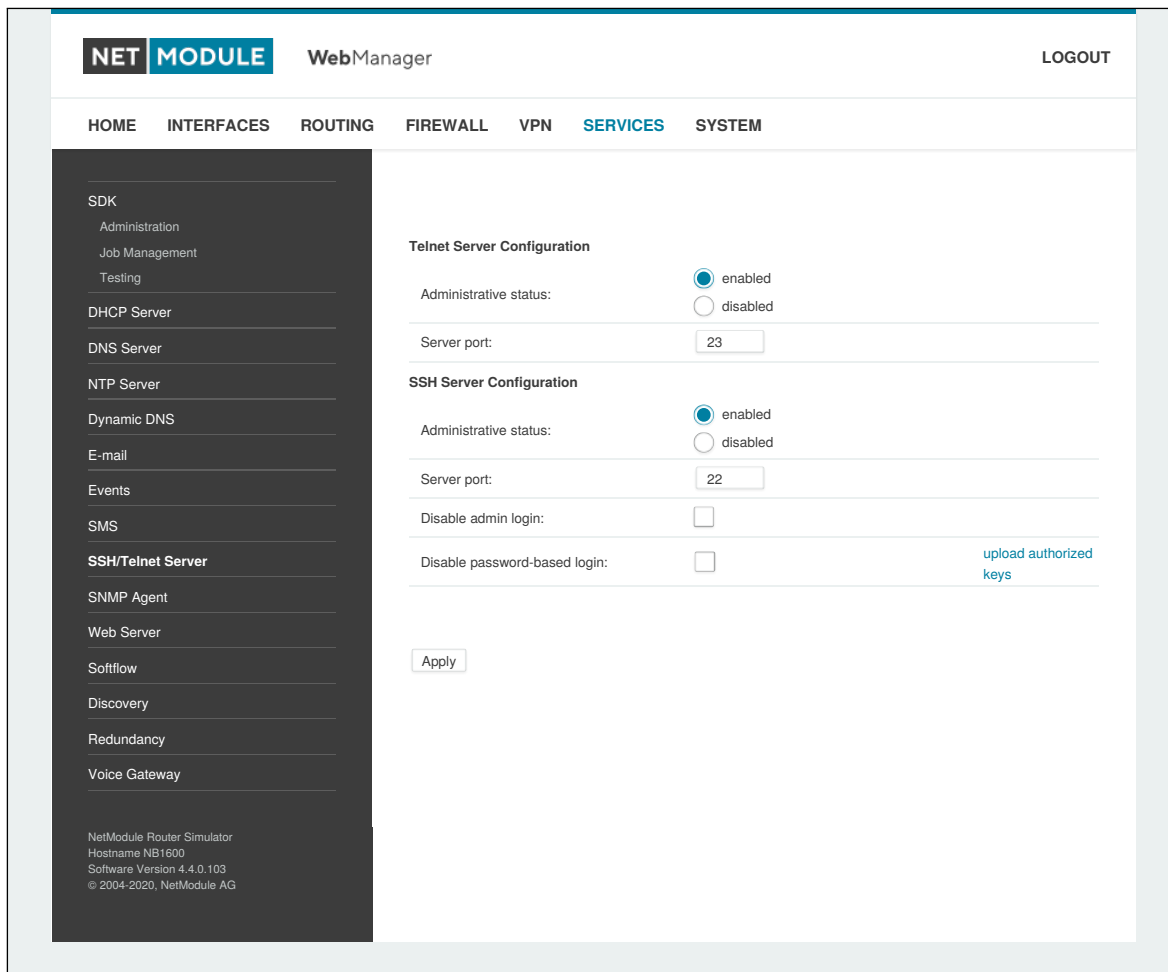 NET MODULE WebManager LOGOUT
HOME INTERFACES ROUTING FIREWALL VPN SERVICES SYSTEM
SDK
Administration
Job Management
Testing
DHCP Server
DNS Server
NTP Server
Dynamic DNS
E-mail
Events
SMS
SSH/Telnet Server
SNMP Agent
Web Server
Softflow
Discovery
Redundancy
Voice Gateway
NetModule Router Simulator
Hostname NB1600
Software Version 4.4.0.103
© 2004-2020, NetModule AG
Telnet Server Configuration
Administrative status:
enabled
disabled
Server port: 23
SSH Server Configuration
Administrative status:
enabled
disabled
Server port: 22
Disable admin login:
Disable password-based login:
upload authorized
keys
Apply